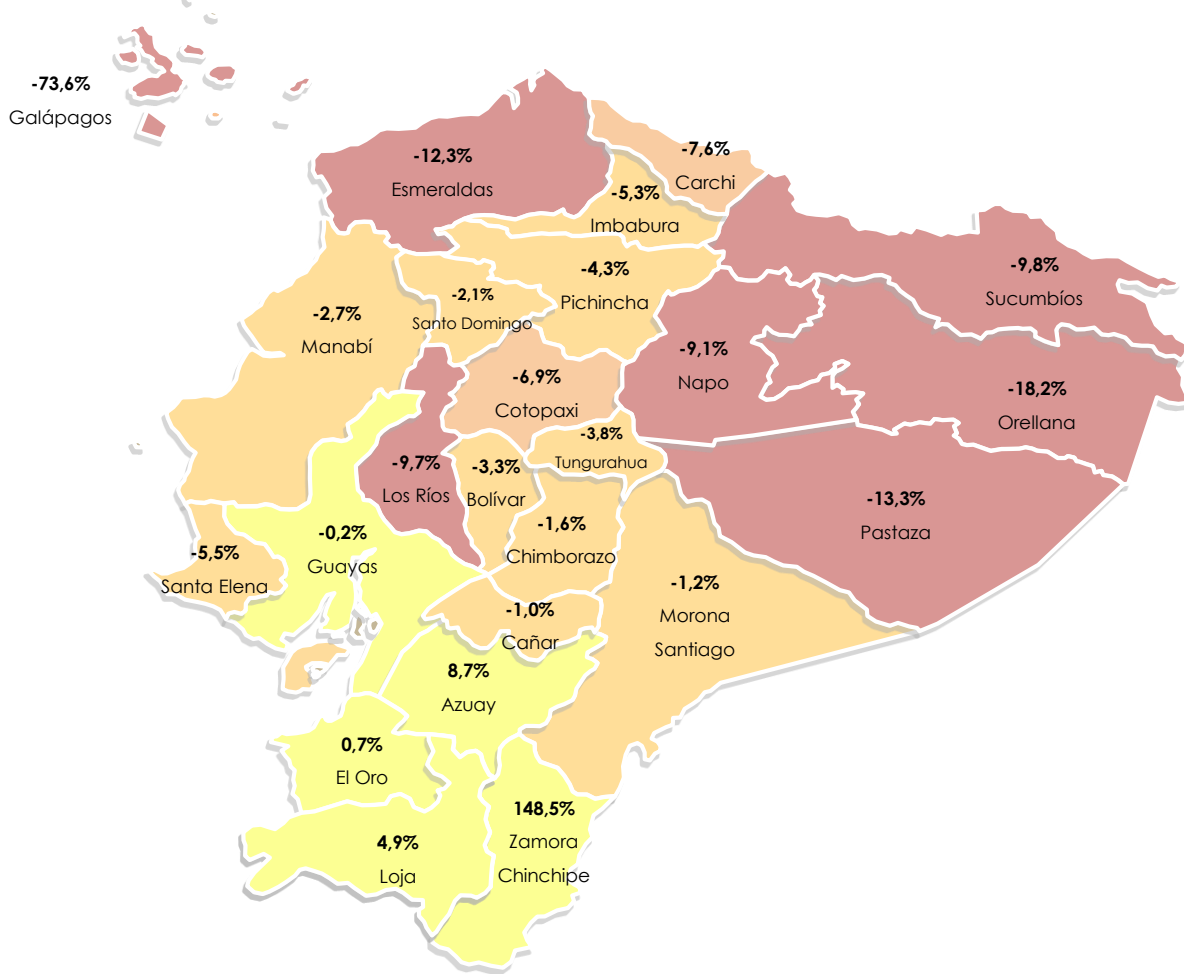 -73,6%
Galápagos
-12,3%
Esmeraldas
-7,6%
Carchi
-5,3%
Imbabura
-4,3%
Pichincha
-9,8%
Sucumbíos
-2,1%
Santo Domingo
-2,7%
Manabí
-9,1%
Napo
-6,9%
Cotopaxi
-18,2%
Orellana
-3,8%
Tungurahua
-9,7%
Los Ríos
-3,3%
Bolívar
-13,3%
Pastaza
-1,6%
Chimborazo
-0,2%
Guayas
-5,5%
Santa Elena
-1,2%
Morona
Santiago
-1,0%
Cañar
8,7%
Azuay
0,7%
El Oro
148,5%
Zamora
Chinchipe
4,9%
Loja